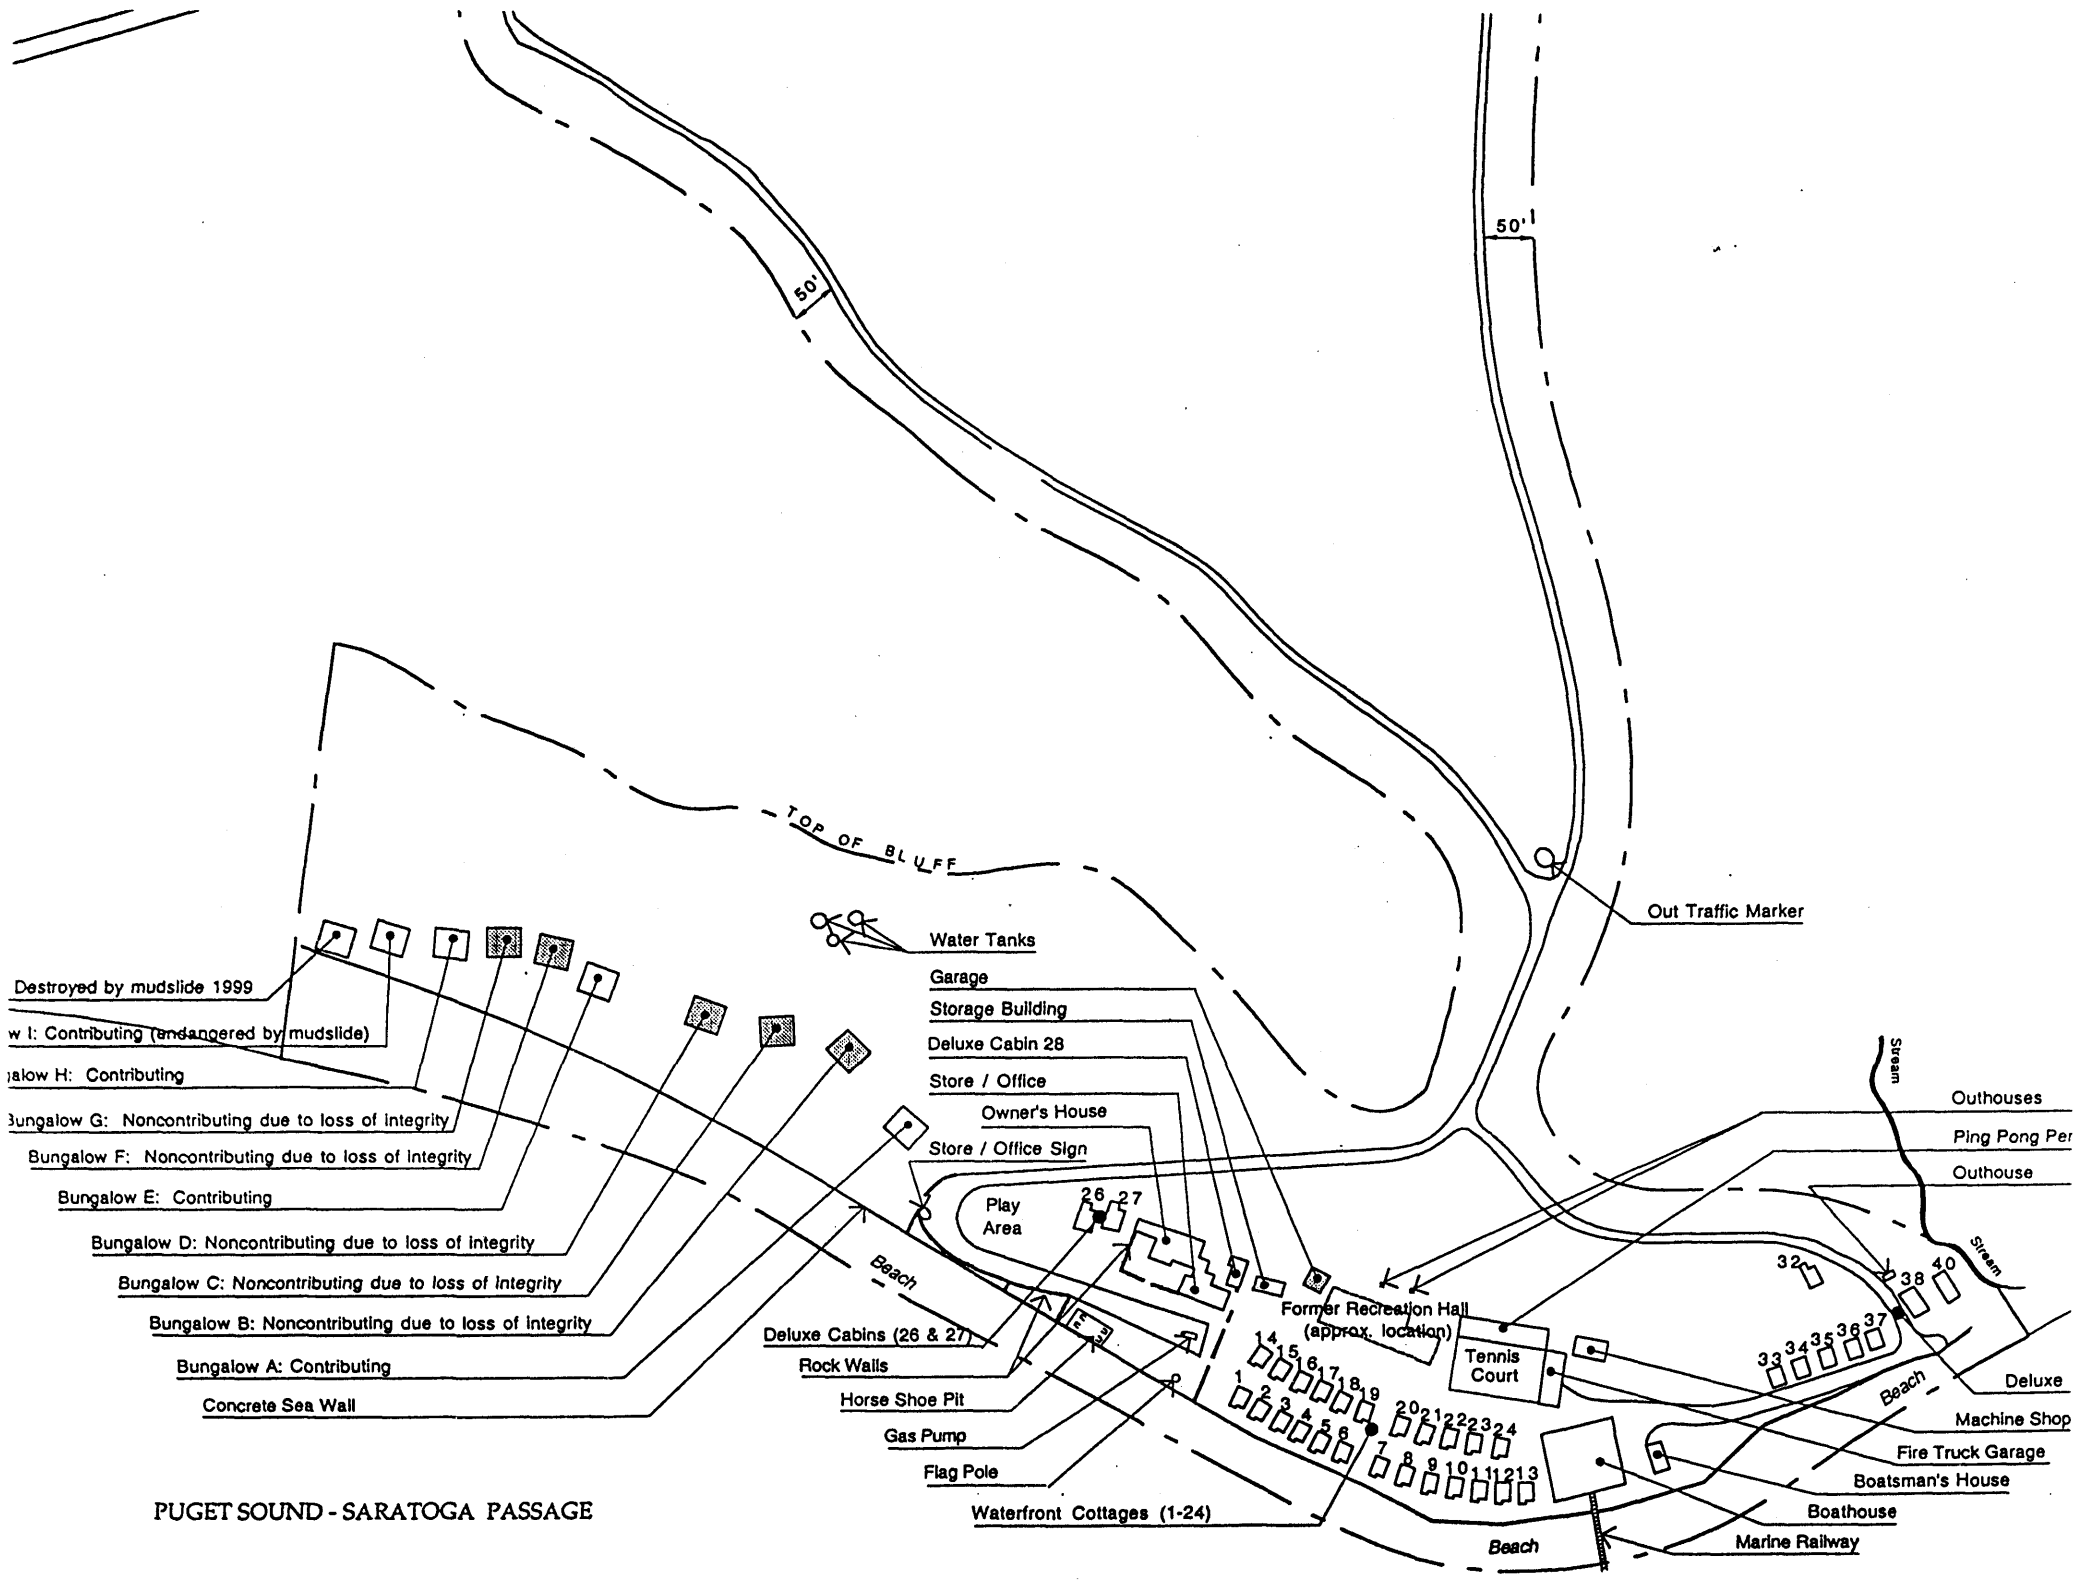 50'
50'
TOP OF BLUFF
Out Traffic Marker
Water Tanks
Garage
Storage Building
Deluxe Cabin 28
Store / Office
Owner's House
Store / Office Sign
Destroyed by mudslide 1999
w I: Contributing (endangered by mudslide)
galow H: Contributing
Bungalow G: Noncontributing due to loss of integrity
Bungalow F: Noncontributing due to loss of integrity
Bungalow E: Contributing
Bungalow D: Noncontributing due to loss of integrity
Bungalow C: Noncontributing due to loss of integrity
Bungalow B: Noncontributing due to loss of integrity
Bungalow A: Contributing
Concrete Sea Wall
Stream
Outhouses
Ping Pong Per
Outhouse
Stream
Play
Area
26 27
Beach
32
38 40
Former Recreation Hall
(approx. location)
Deluxe Cabins (26 & 27)
Rock Walls
Horse Shoe Pit
Gas Pump
Flag Pole
Waterfront Cottages (1-24)
14 15 16 17 18 19 20 21 22 23 24
1 2 3 4 5 6 7 8 9 10 11 12 13
Tennis
Court
33 34 35 36 37
Beach
Deluxe
Machine Shop
Fire Truck Garage
Boatsman's House
Boathouse
Marine Railway
Beach
PUGET SOUND - SARATOGA PASSAGE